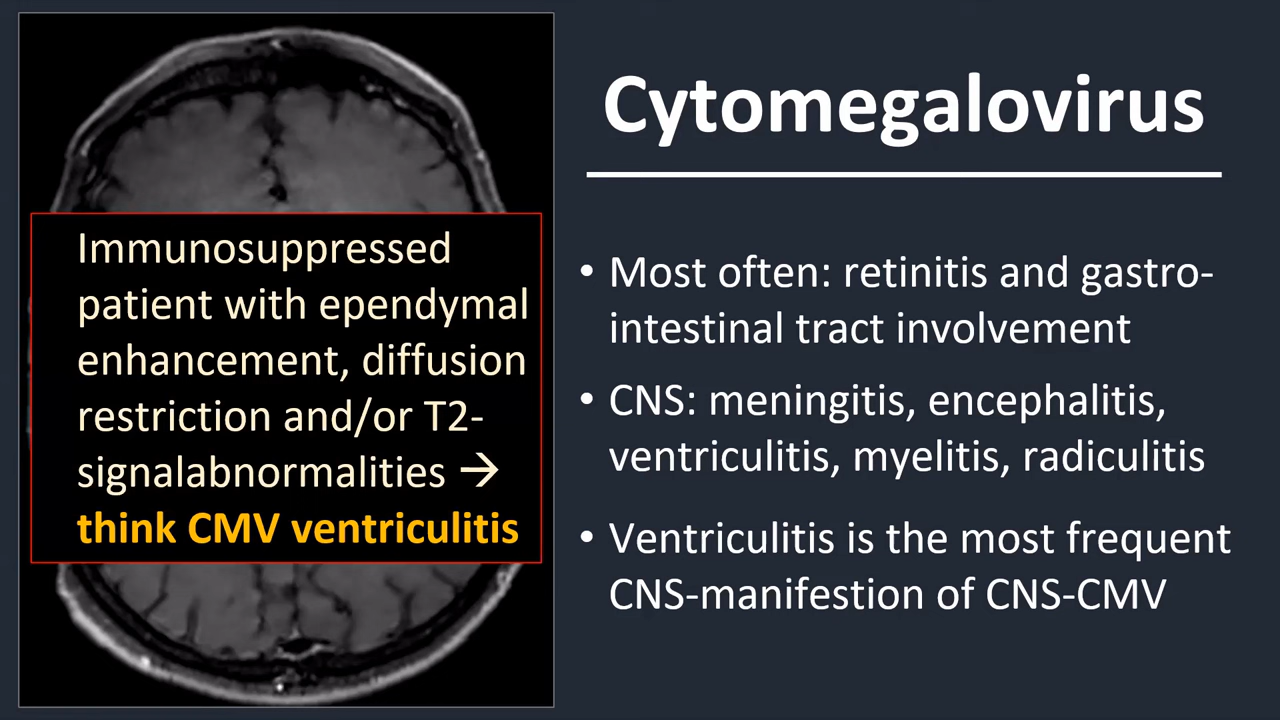 Cytomegalovirus
Immunosuppressed
patient with ependymal
enhancement, diffusion
restriction and/or T2-
signalabnormalities →
think CMV ventriculitis
• Most often: retinitis and gastro-
intestinal tract involvement
• CNS: meningitis, encephalitis,
ventriculitis, myelitis, radiculitis
• Ventriculitis is the most frequent
CNS-manifestion of CNS-CMV